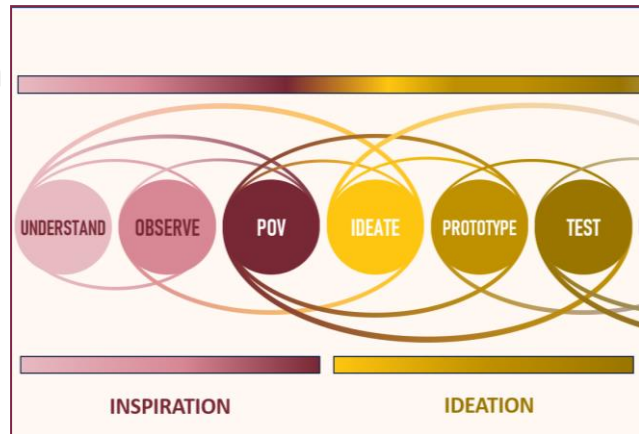 UNDERSTAND OBSERVE POV IDEATE PROTOTYPE TEST
INSPIRATION IDEATION